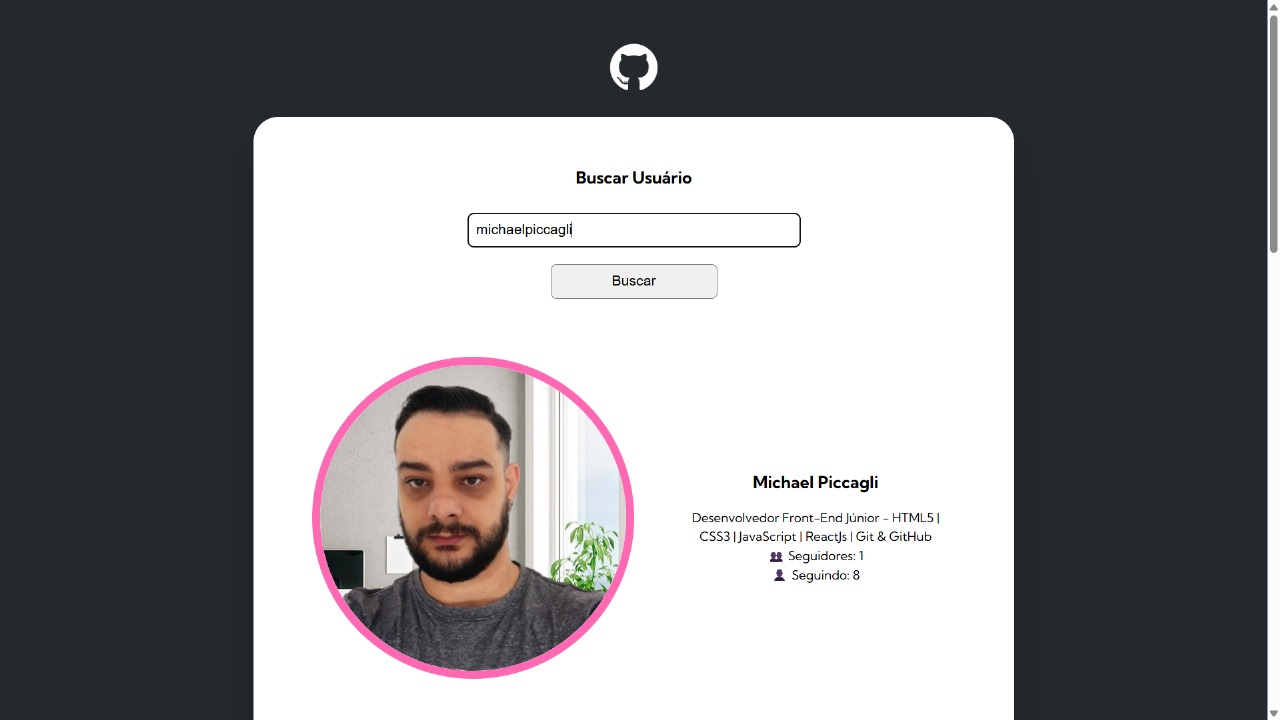 Buscar Usuário
michaelpiccagli
Buscar
Michael Piccagli
Desenvolvedor Front-End Júnior - HTML5 |
CSS3 | JavaScript | ReactJs | Git & GitHub
👥 Seguidores: 1
👤 Seguindo: 8